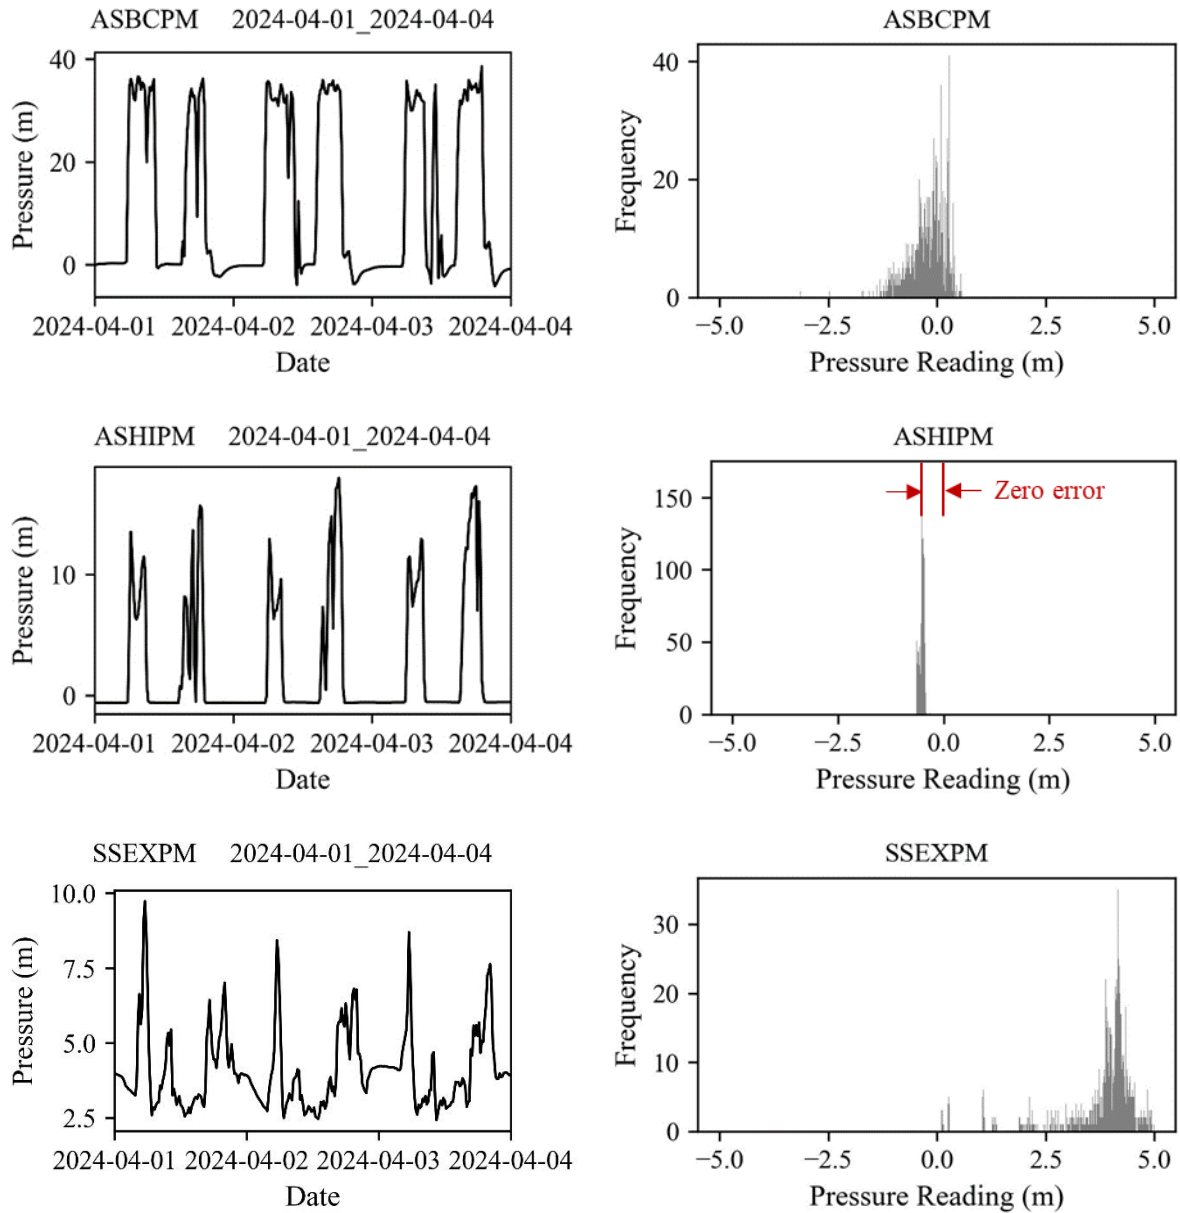 ASBCPM 2024-04-01_2024-04-04
40
20
0
Pressure (m)
2024-04-01 2024-04-02 2024-04-03 2024-04-04
Date
ASBCPM
40
20
0
Frequency
−5.0 −2.5 0.0 2.5 5.0
Pressure Reading (m)
ASHIPM 2024-04-01_2024-04-04
10
0
Pressure (m)
2024-04-01 2024-04-02 2024-04-03 2024-04-04
Date
ASHIPM
Zero error
150
100
50
0
Frequency
−5.0 −2.5 0.0 2.5 5.0
Pressure Reading (m)
SSEXPM 2024-04-01_2024-04-04
10.0
7.5
5.0
2.5
Pressure (m)
2024-04-01 2024-04-02 2024-04-03 2024-04-04
Date
SSEXPM
30
20
10
0
Frequency
−5.0 −2.5 0.0 2.5 5.0
Pressure Reading (m)